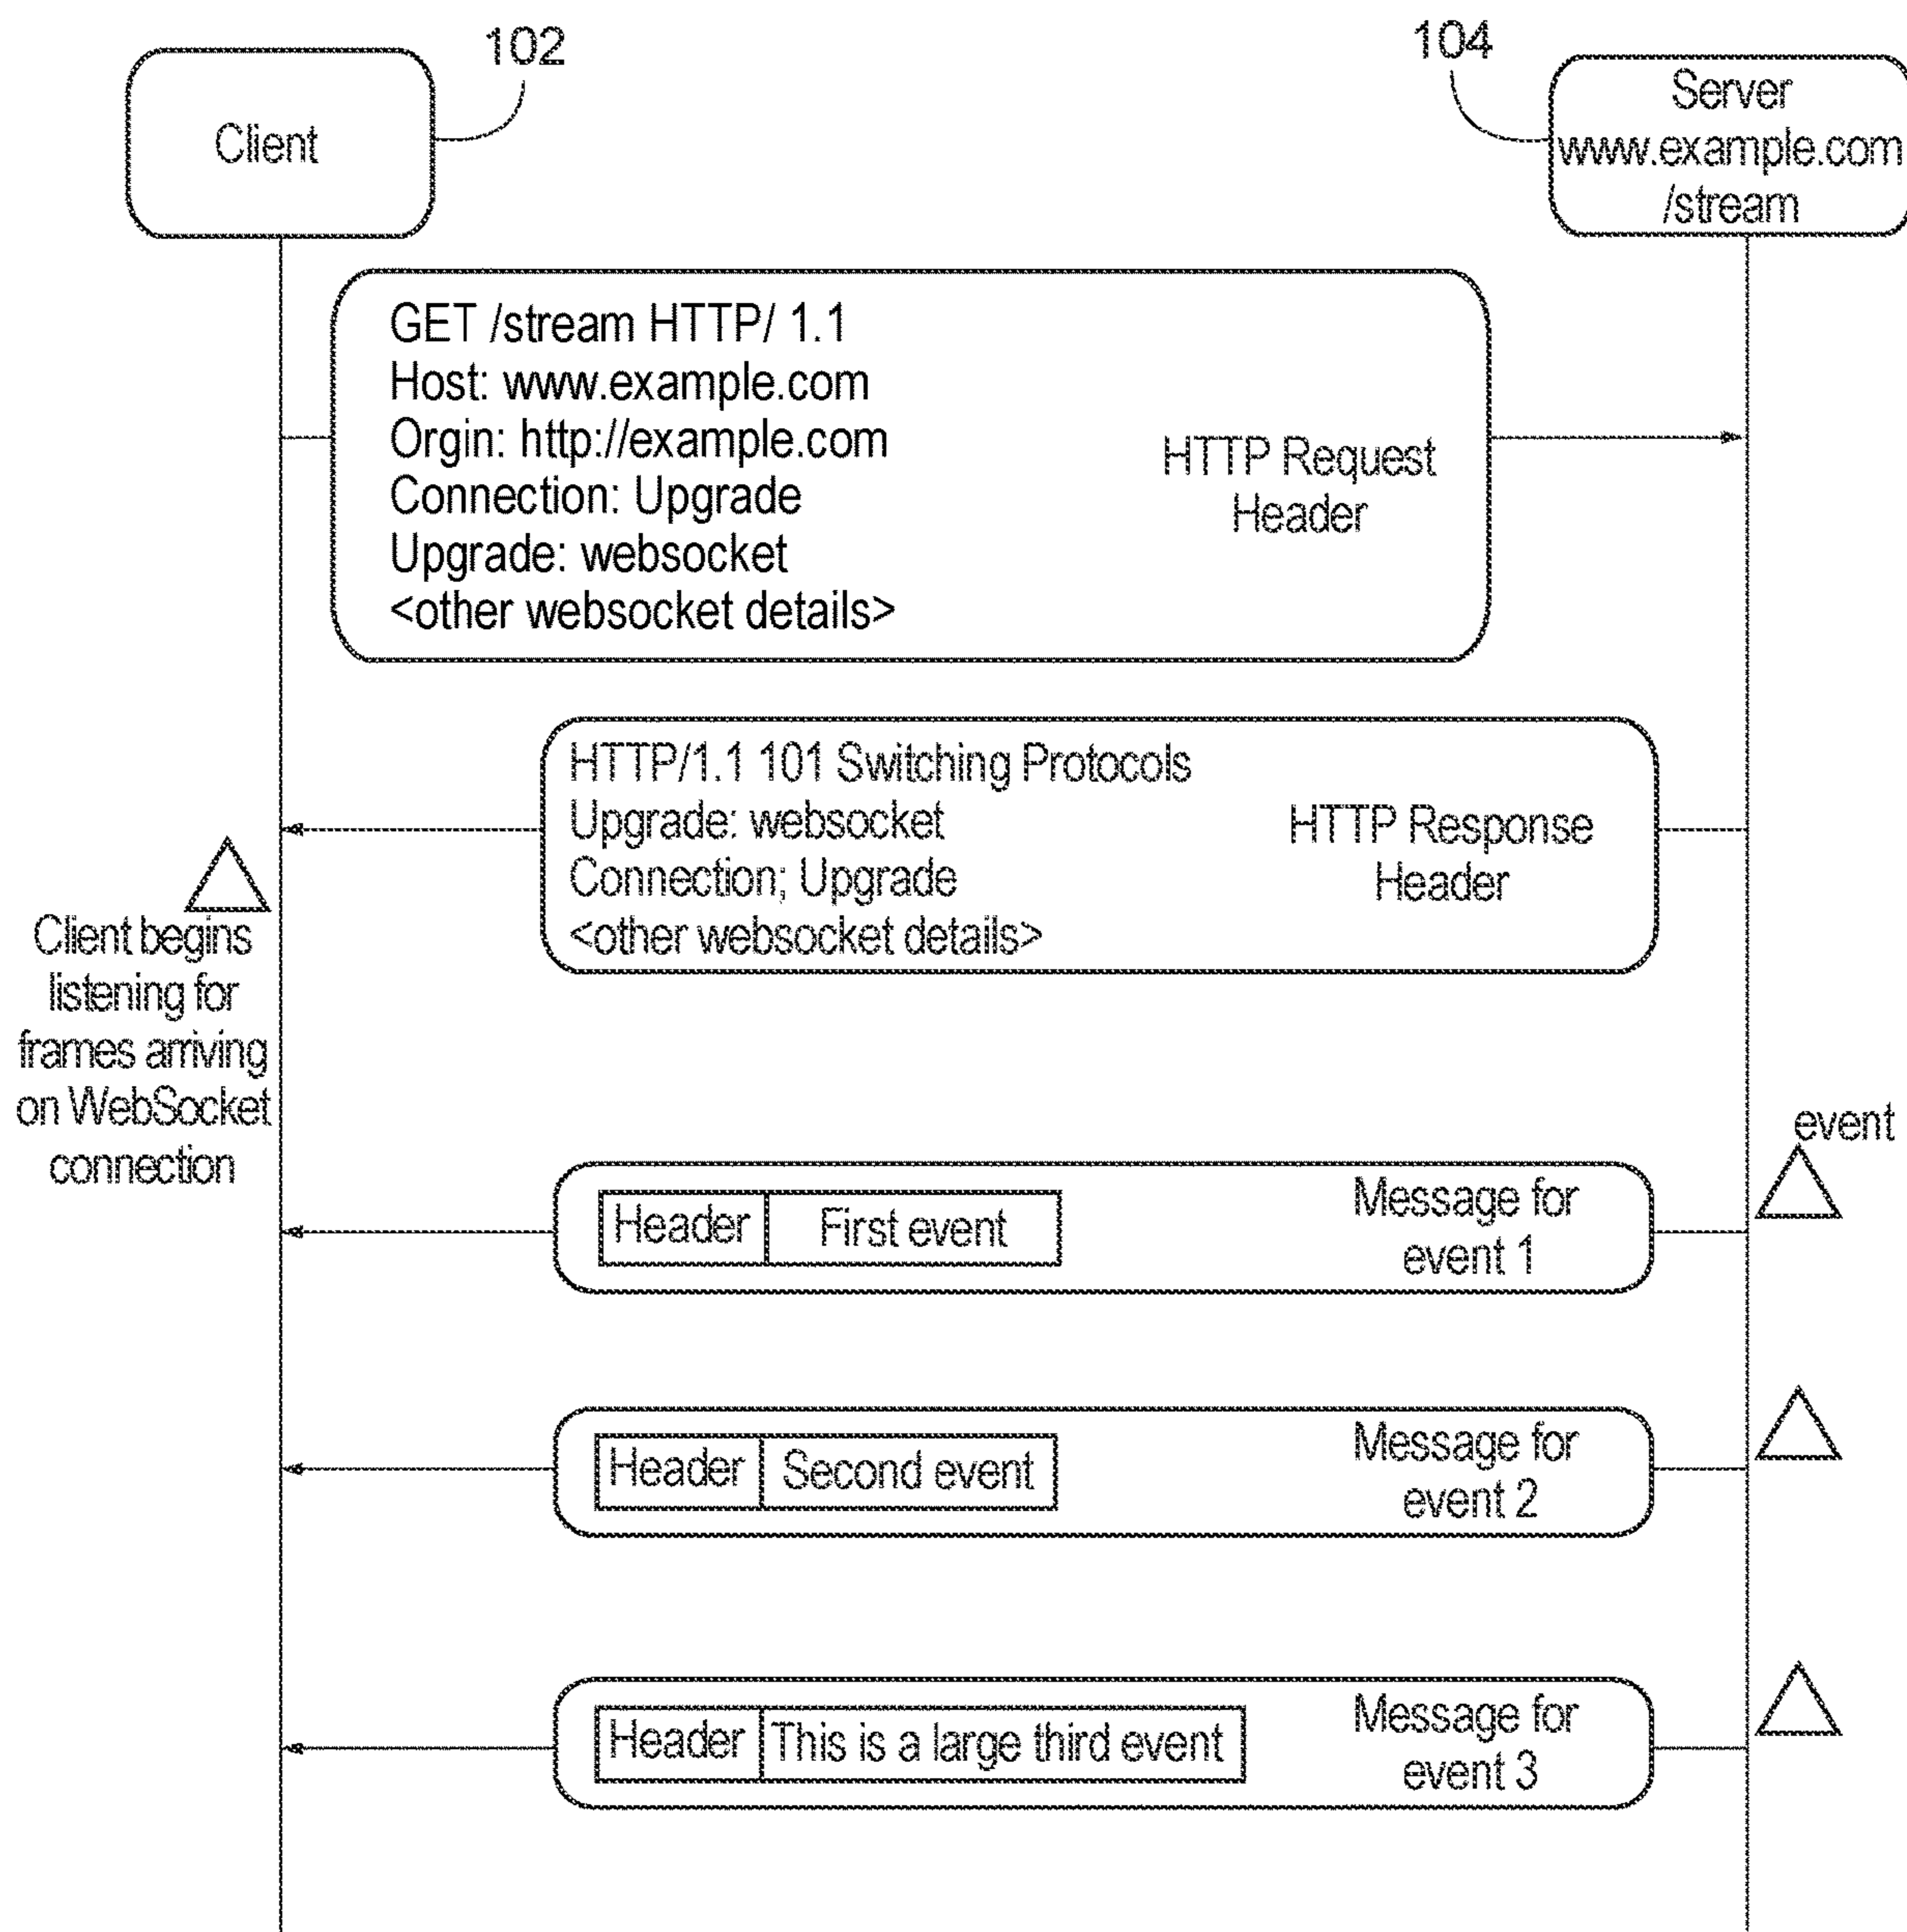 102
104
Client
Server
www.example.com
/stream
GET /stream HTTP/ 1.1
Host: www.example.com
Orgin: http://example.com
Connection: Upgrade
Upgrade: websocket
<other websocket details>
HTTP Request
Header
HTTP/1.1 101 Switching Protocols
Upgrade: websocket
Connection; Upgrade
<other websocket details>
HTTP Response
Header
Client begins
listening for
frames arriving
on WebSocket
connection
event
Header First event
Message for
event 1
Header Second event
Message for
event 2
Header This is a large third event
Message for
event 3